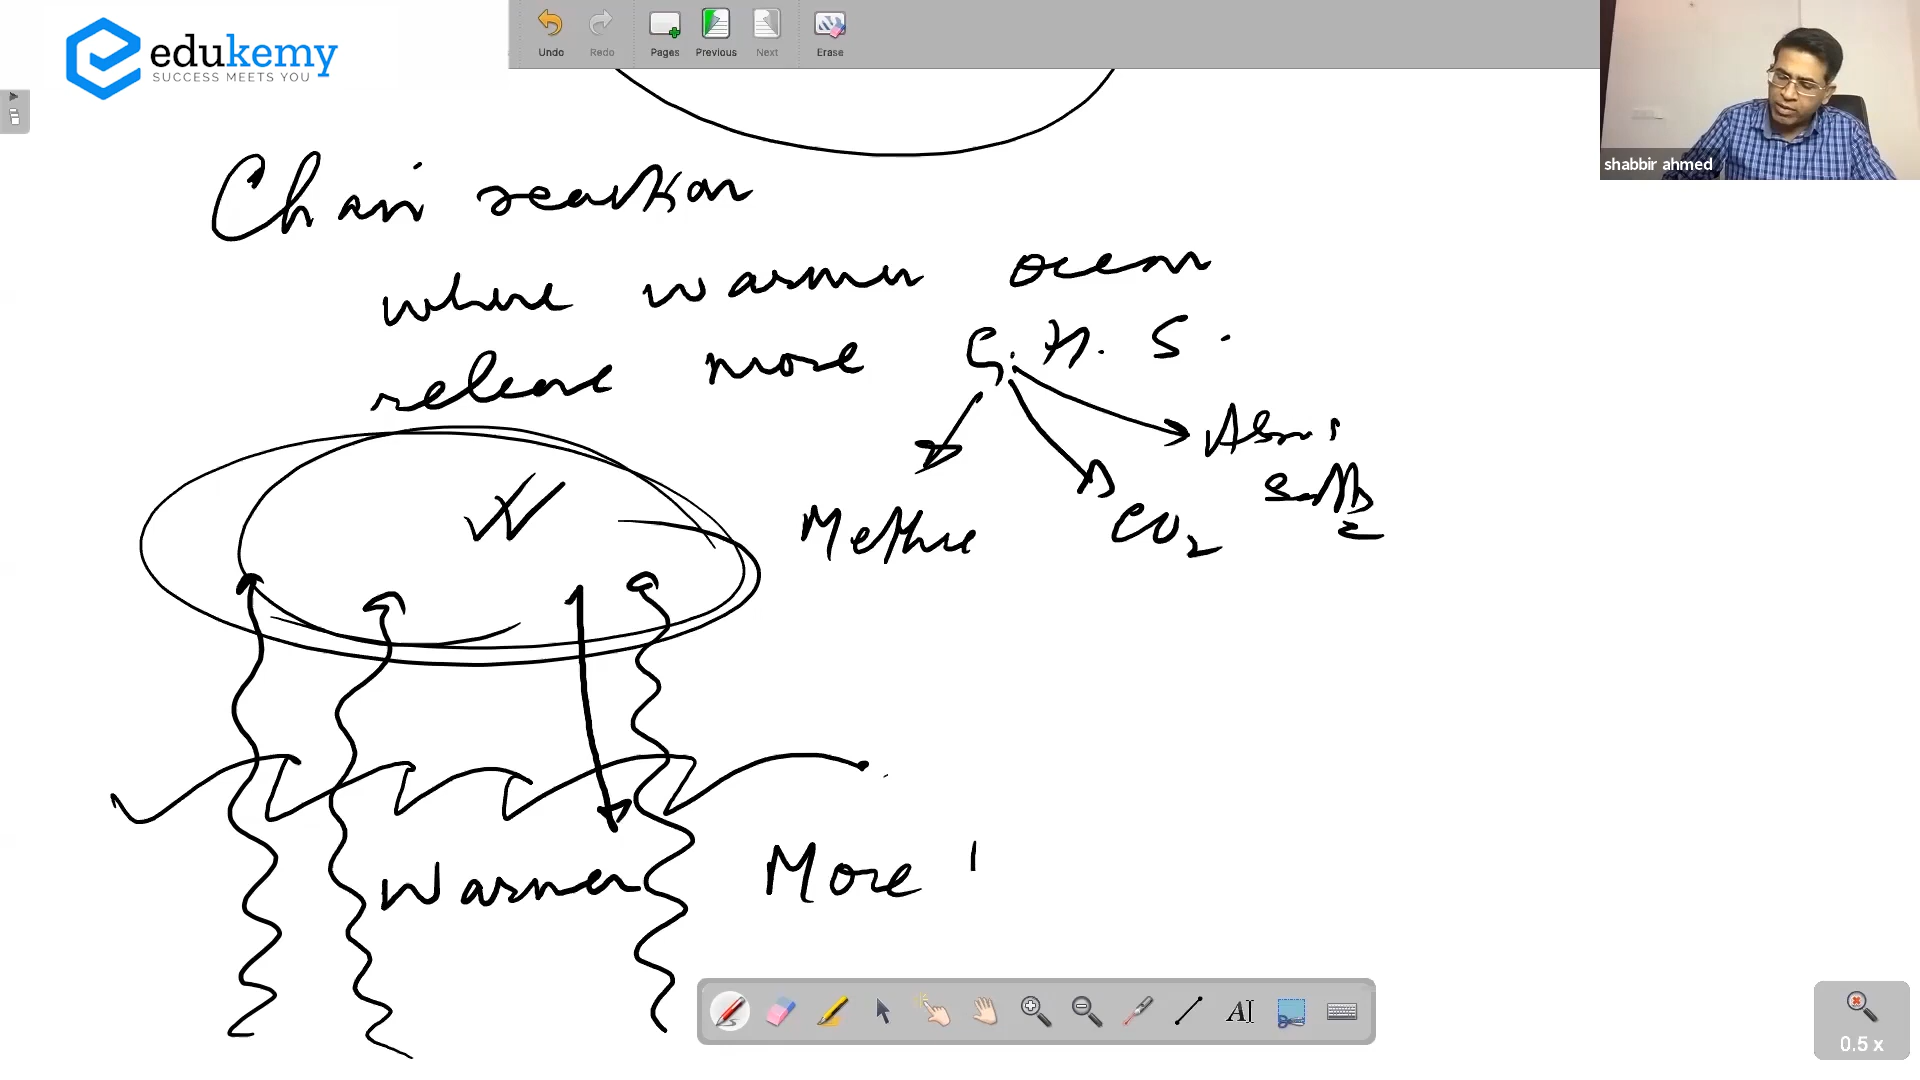 edukemy
SUCCESS MEETS YOU
Undo
Redo
Pages
Previous
Next
Erase
shabbir ahmed
Chain reaction
where warmer ocean
release more G.H.S.
Methane
CO2
Warmer More
0.5 x